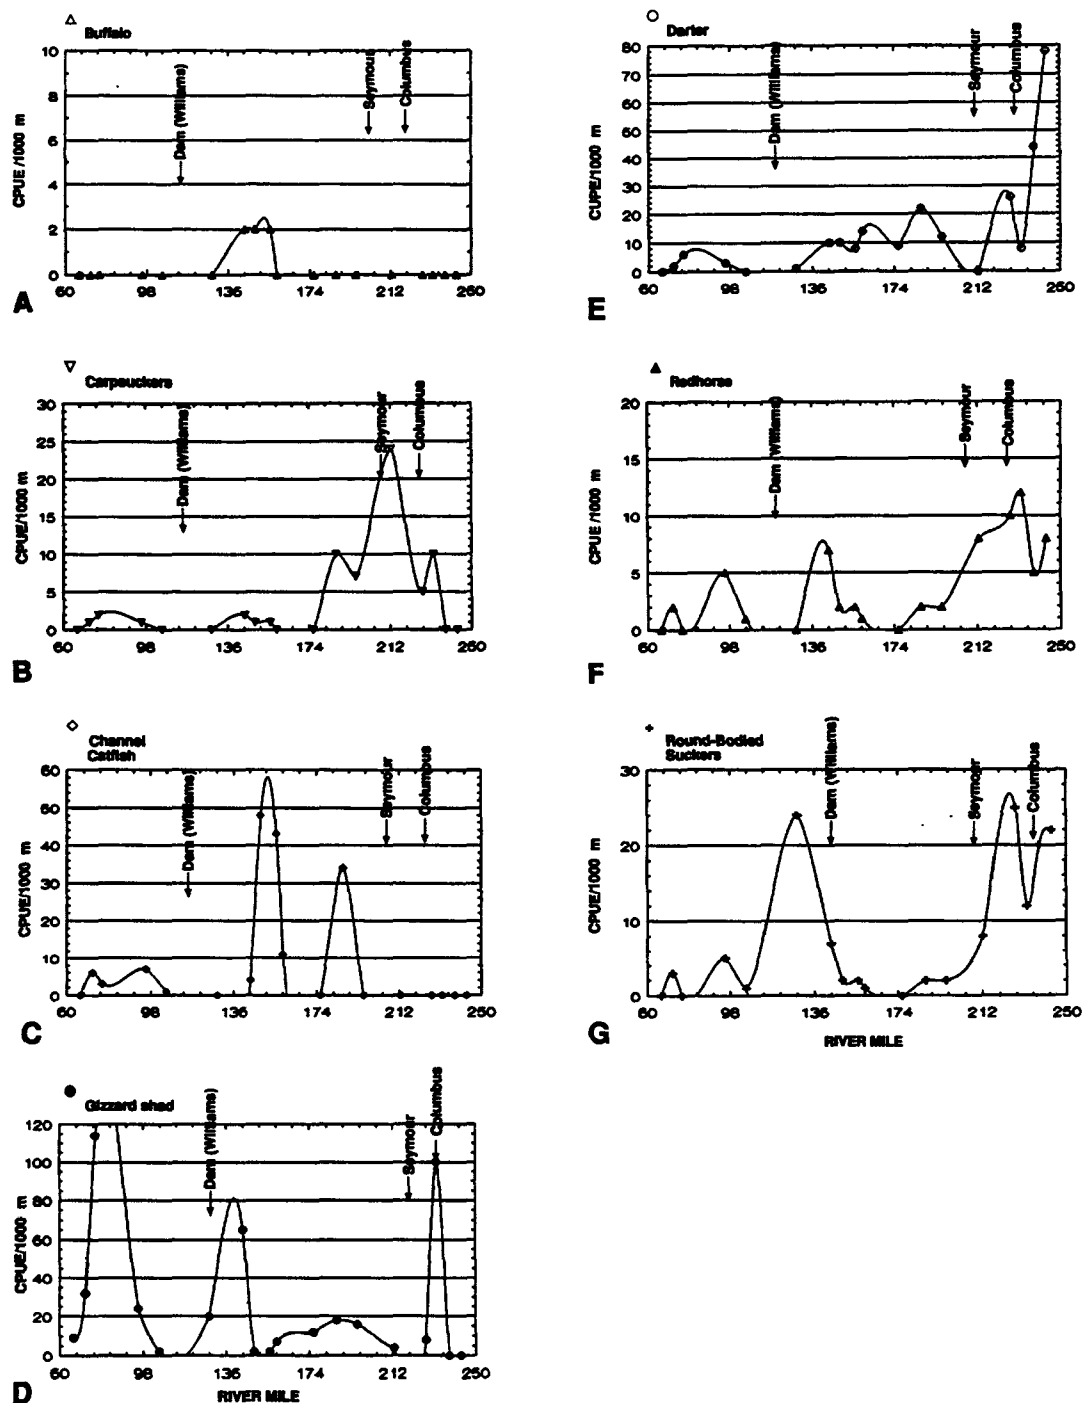 Buffalo
10
8
6
4
2
0
CPUE /1000 m
Dam (Williams)
Seymour
Columbus
60 98 136 174 212 250
A
Carpsuckers
30
25
20
15
10
5
0
CPUE/1000 m
Dam (Williams)
Seymour
Columbus
60 98 136 174 212 250
B
Channel
Catfish
60
50
40
30
20
10
0
CPUE/1000 m
Dam (Williams)
Seymour
Columbus
60 98 136 174 212 250
C
Gizzard shad
120
100
80
60
40
20
0
CPUE/1000 m
Dam (Williams)
Seymour
Columbus
60 98 136 174 212 250
RIVER MILE
D
Darter
80
70
60
50
40
30
20
10
0
CUPE/1000 m
Dam (Williams)
Seymour
Columbus
60 98 136 174 212 250
E
Redhorse
20
15
10
5
0
CPUE /1000 m
Dam (Williams)
Seymour
Columbus
60 98 136 174 212 250
F
Round-Bodied
Suckers
30
20
10
0
CPUE/1000 m
Dam (Williams)
Seymour
Columbus
60 98 136 174 212 250
RIVER MILE
G